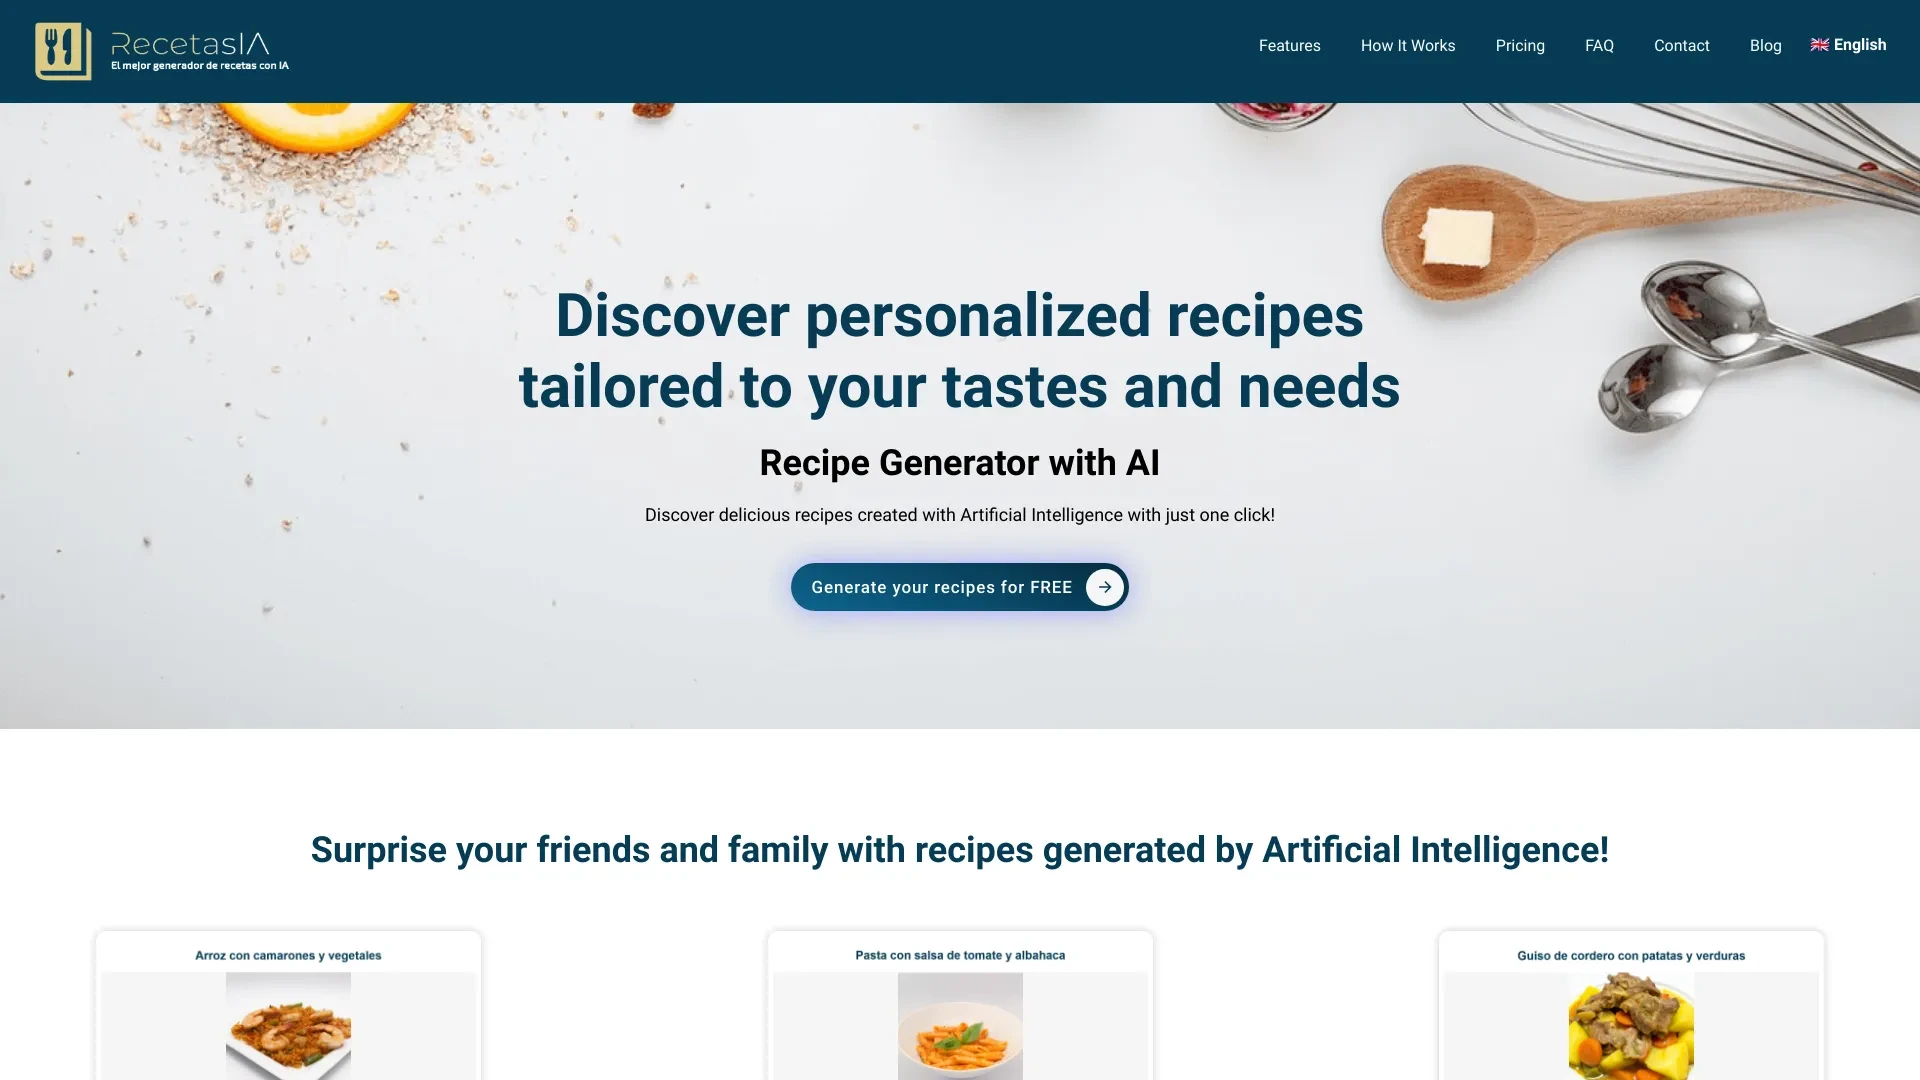 RecetasIA
El mejor generador de recetas con IA
Features
How It Works
Pricing
FAQ
Contact
Blog
English
Discover personalized recipes
tailored to your tastes and needs
Recipe Generator with AI
Discover delicious recipes created with Artificial Intelligence with just one click!
Generate your recipes for FREE
Surprise your friends and family with recipes generated by Artificial Intelligence!
Arroz con camarones y vegetales
Pasta con salsa de tomate y albahaca
Guiso de cordero con patatas y verduras